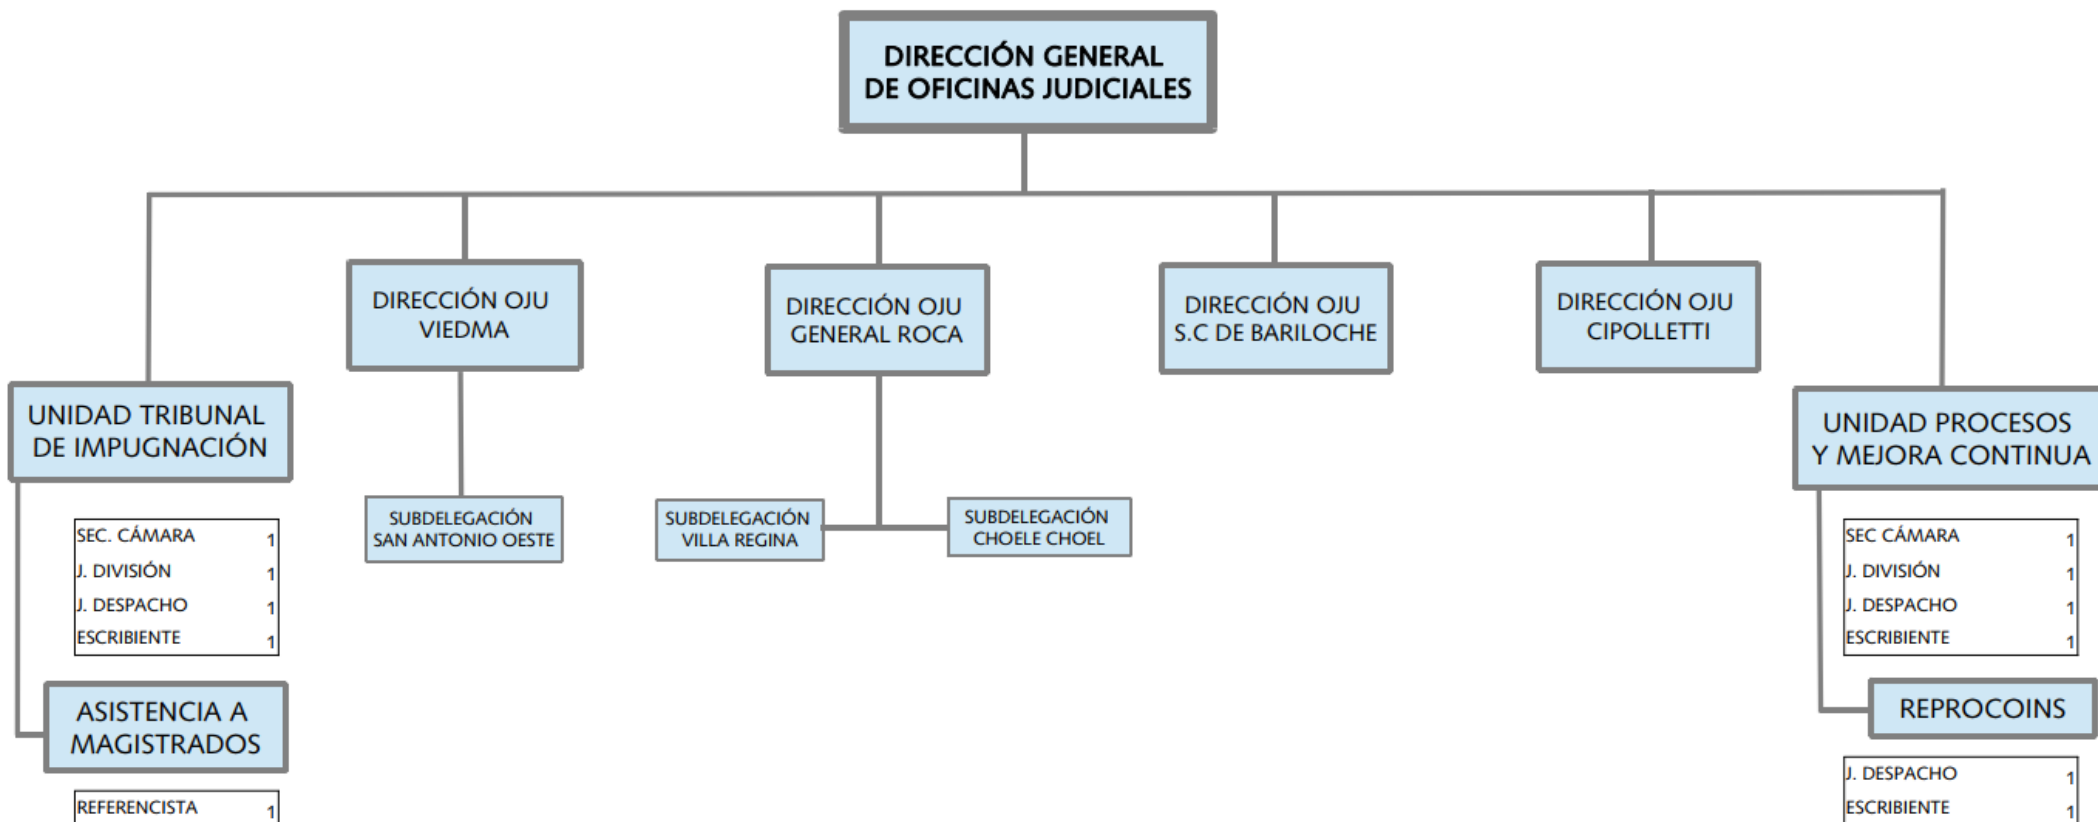 DIRECCIÓN GENERAL
DE OFICINAS JUDICIALES
DIRECCIÓN OJU
VIEDMA
DIRECCIÓN OJU
GENERAL ROCA
DIRECCIÓN OJU
S.C DE BARILOCHE
DIRECCIÓN OJU
CIPOLLETTI
UNIDAD TRIBUNAL
DE IMPUGNACIÓN
UNIDAD PROCESOS
Y MEJORA CONTINUA
SUBDELEGACIÓN
SAN ANTONIO OESTE
SUBDELEGACIÓN
VILLA REGINA
SUBDELEGACIÓN
CHOELE CHOEL
SEC. CÁMARA 1
J. DIVISIÓN 1
J. DESPACHO 1
ESCRIBIENTE 1
SEC CÁMARA 1
J. DIVISIÓN 1
J. DESPACHO 1
ESCRIBIENTE 1
ASISTENCIA A
MAGISTRADOS
REPROCOINS
REFERENCISTA 1
J. DESPACHO 1
ESCRIBIENTE 1